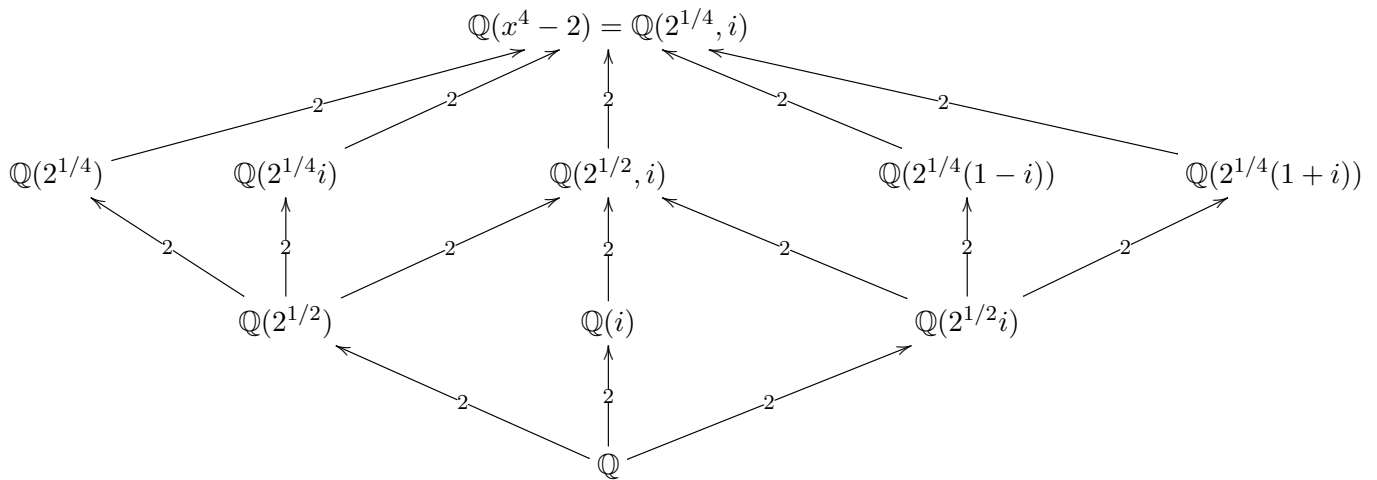 ℚ(x⁴ − 2) = ℚ(2^{1/4}, i)
2 2 2 2 2
ℚ(2^{1/4}) ℚ(2^{1/4}i) ℚ(2^{1/2}, i) ℚ(2^{1/4}(1 − i)) ℚ(2^{1/4}(1 + i))
2 2 2 2 2 2 2
ℚ(2^{1/2}) ℚ(i) ℚ(2^{1/2}i)
2 2 2
ℚ